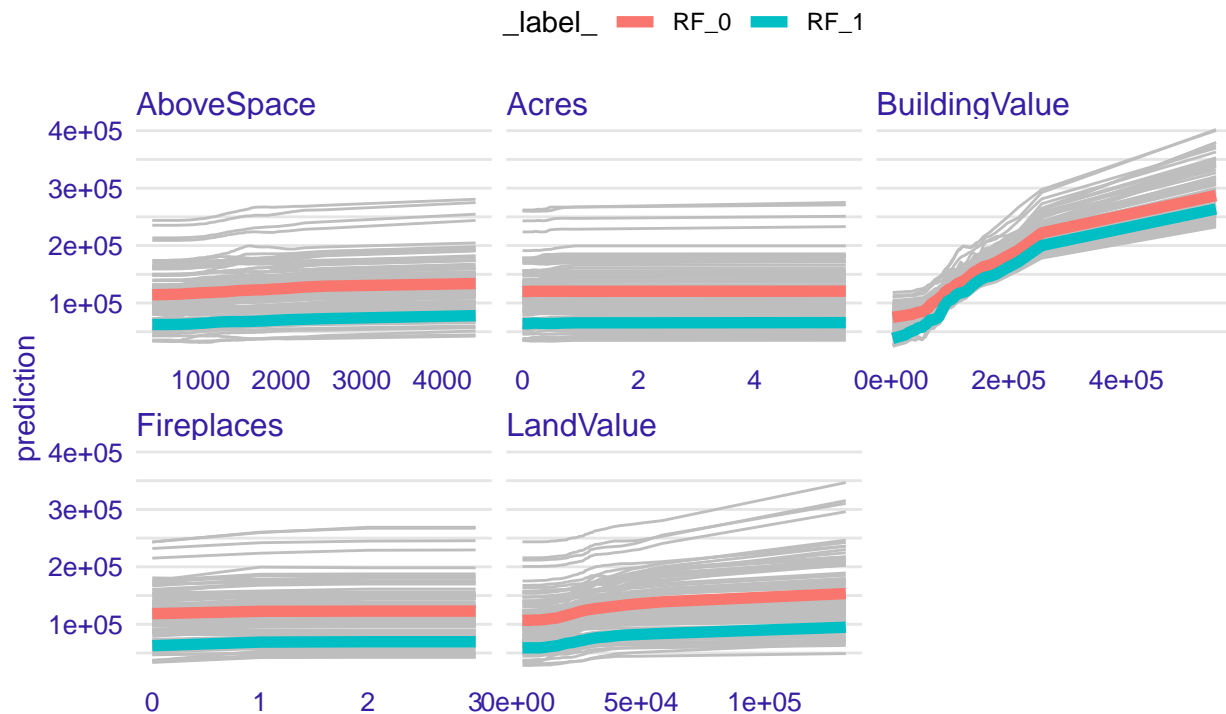 _label_ RF_0 RF_1
AboveSpace Acres BuildingValue
4e+05
3e+05
2e+05
1e+05
1000 2000 3000 4000 0 2 4 0e+00 2e+05 4e+05
prediction
Fireplaces LandValue
4e+05
3e+05
2e+05
1e+05
0 1 2 3 0e+00 5e+04 1e+05